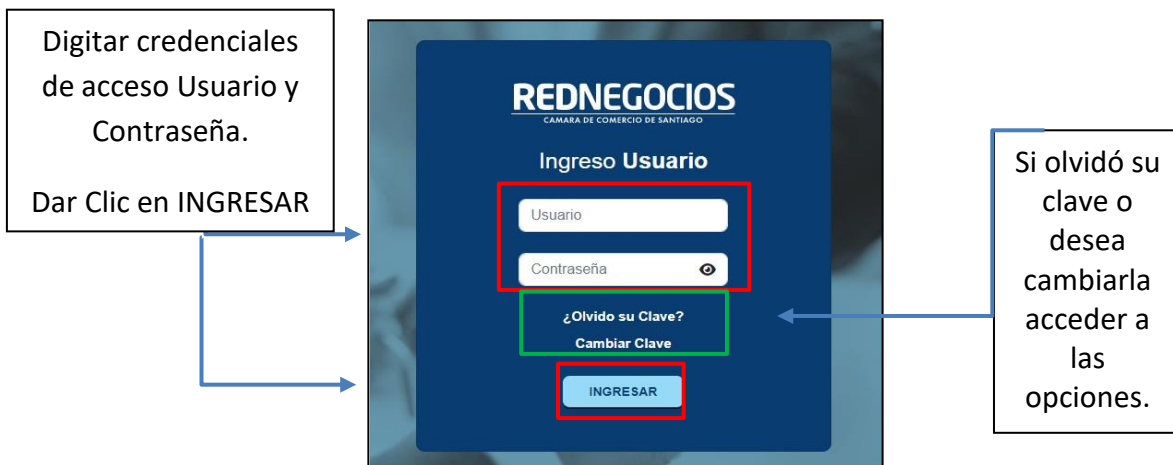 Digitar credenciales
de acceso Usuario y
Contraseña.
Dar Clic en INGRESAR
REDNEGOCIOS
CAMARA DE COMERCIO DE SANTIAGO
Ingreso Usuario
Usuario
Contraseña
¿Olvido su Clave?
Cambiar Clave
INGRESAR
Si olvidó su
clave o
desea
cambiarla
acceder a
las
opciones.